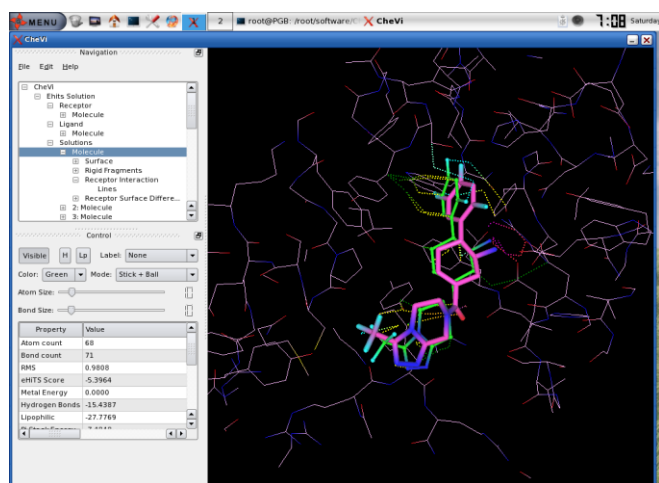 MENU 2 root@PGB: /root/software/C CheVi 7:08 Saturday
CheVi
Navigation
File Edit Help
CheVi
Ehits Solution
Receptor
Molecule
Ligand
Molecule
Solutions
Molecule
Surface
Rigid Fragments
Receptor Interaction
Lines
Receptor Surface Differe...
2: Molecule
3: Molecule
Control
Visible H Lp Label: None
Color: Green Mode: Stick + Ball
Atom Size:
Bond Size:
Property Value
Atom count 68
Bond count 71
RMS 0.9808
eHiTS Score -5.3964
Metal Energy 0.0000
Hydrogen Bonds -15.4387
Lipophilic -27.7769